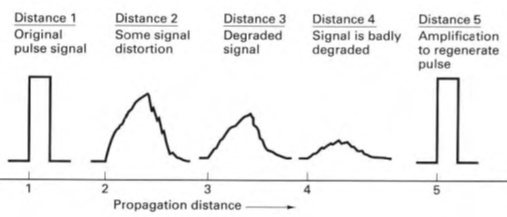 Distance 1
Original
pulse signal
Distance 2
Some signal
distortion
Distance 3
Degraded
signal
Distance 4
Signal is badly
degraded
Distance 5
Amplification
to regenerate
pulse
1
2
3
4
5
Propagation distance